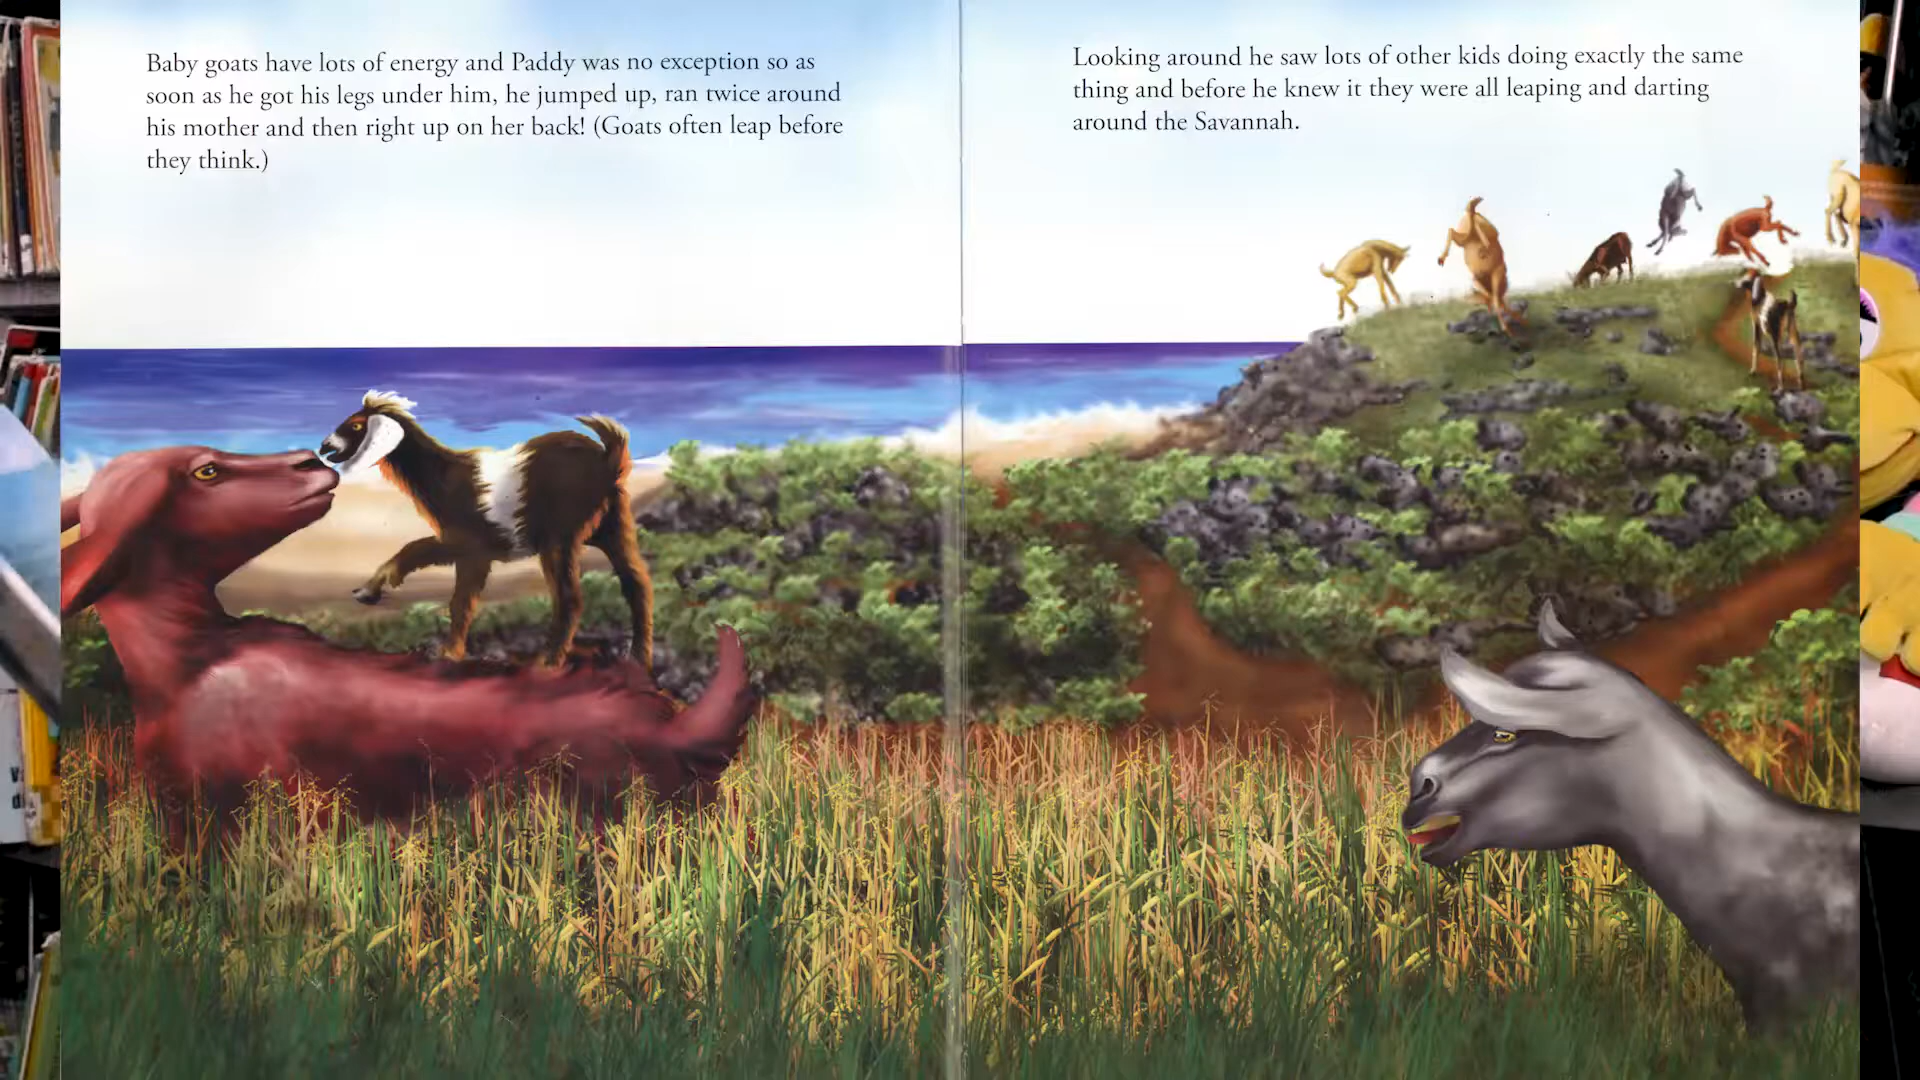 Baby goats have lots of energy and Paddy was no exception so as
soon as he got his legs under him, he jumped up, ran twice around
his mother and then right up on her back! (Goats often leap before
they think.)
Looking around he saw lots of other kids doing exactly the same
thing and before he knew it they were all leaping and darting
around the Savannah.